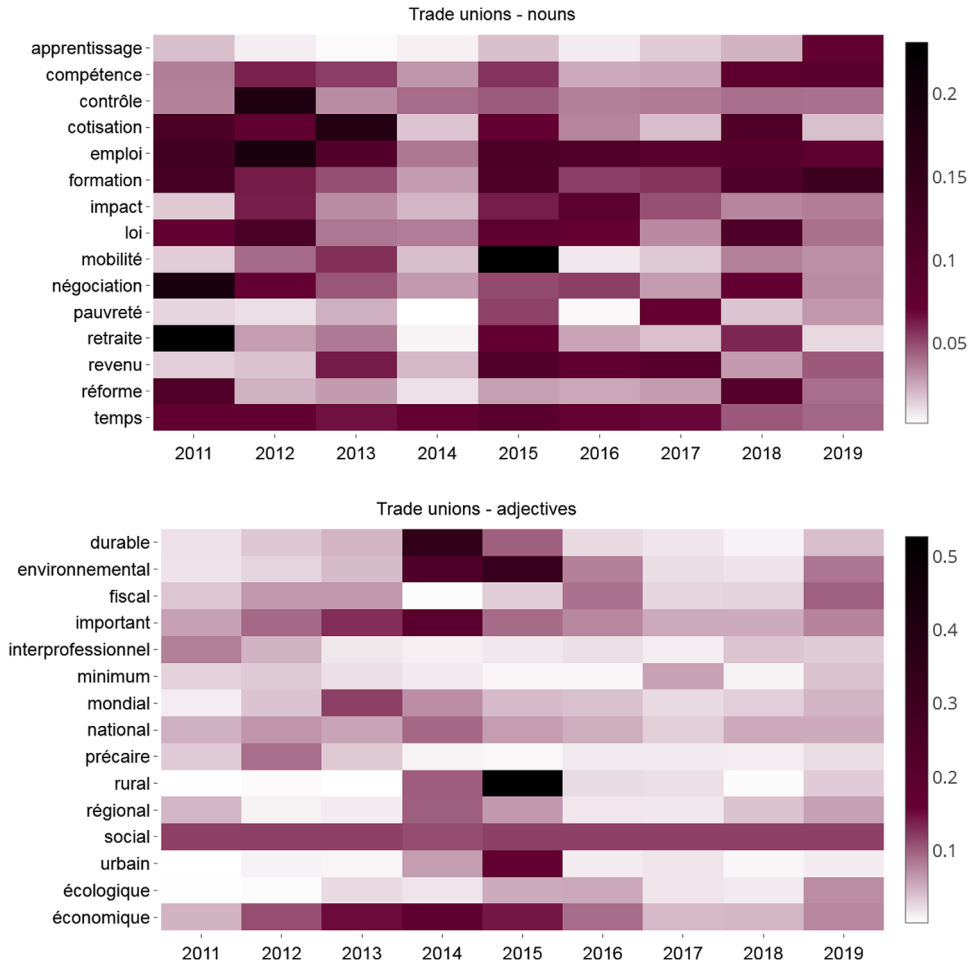 Trade unions - nouns
apprentissage
compétence
contrôle
cotisation
emploi
formation
impact
loi
mobilité
négociation
pauvreté
retraite
revenu
réforme
temps
2011 2012 2013 2014 2015 2016 2017 2018 2019
0.2
0.15
0.1
0.05
Trade unions - adjectives
durable
environnemental
fiscal
important
interprofessionnel
minimum
mondial
national
précaire
rural
régional
social
urbain
écologique
économique
2011 2012 2013 2014 2015 2016 2017 2018 2019
0.5
0.4
0.3
0.2
0.1
0